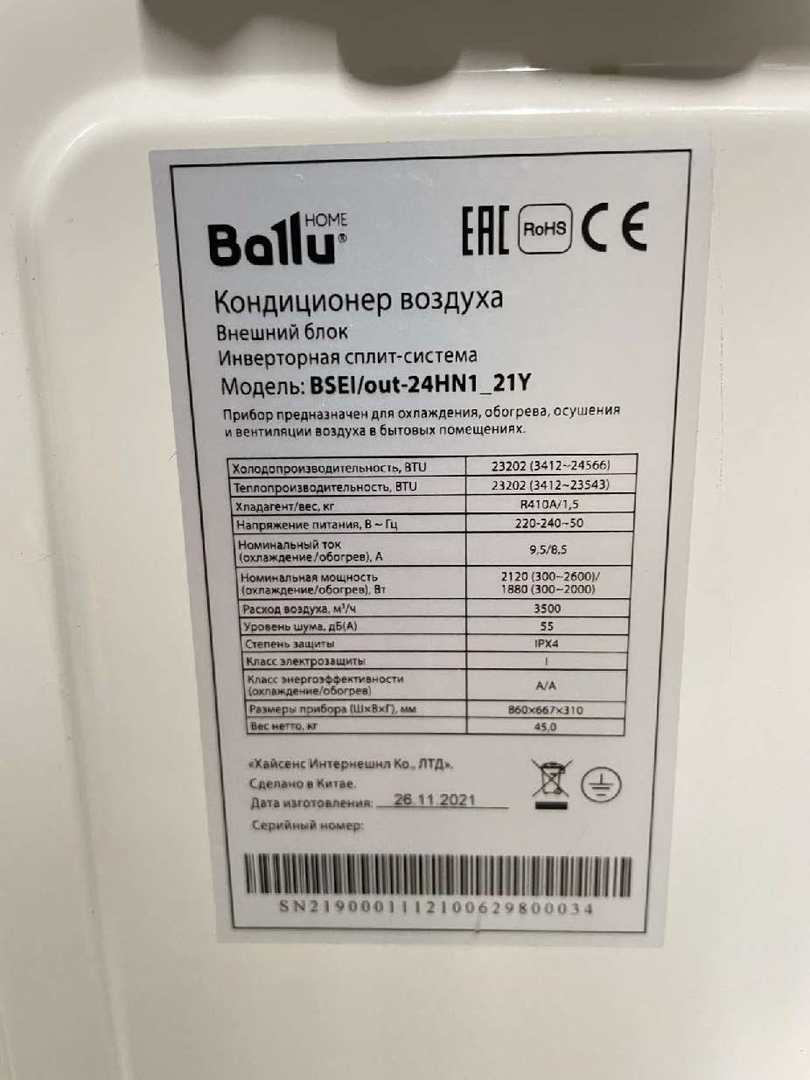 Ballu® HOME
EAC RoHS CE
Кондиционер воздуха
Внешний блок
Инверторная сплит-система
Модель: BSEI/out-24HN1_21Y
Прибор предназначен для охлаждения, обогрева, осушения
и вентиляции воздуха в бытовых помещениях.
Холодопроизводительность, BTU 23202 (3412~24566)
Теплопроизводительность, BTU 23202 (3412~23543)
Хладагент/вес, кг R410A/1,5
Напряжение питания, В ~ Гц 220-240~50
Номинальный ток
(охлаждение/обогрев), А 9,5/8,5
Номинальная мощность 2120 (300~2600)/
(охлаждение/обогрев), Вт 1880 (300~2000)
Расход воздуха, м³/ч 3500
Уровень шума, дБ(А) 55
Степень защиты IPX4
Класс электрозащиты I
Класс энергоэффективности
(охлаждение/обогрев) A/A
Размеры прибора (Ш×В×Г), мм 860×667×310
Вес нетто, кг 45,0
«Хайсенс Интернешнл Ко., ЛТД».
Сделано в Китае.
Дата изготовления: 26.11.2021
Серийный номер:
SN2190001112100629800034